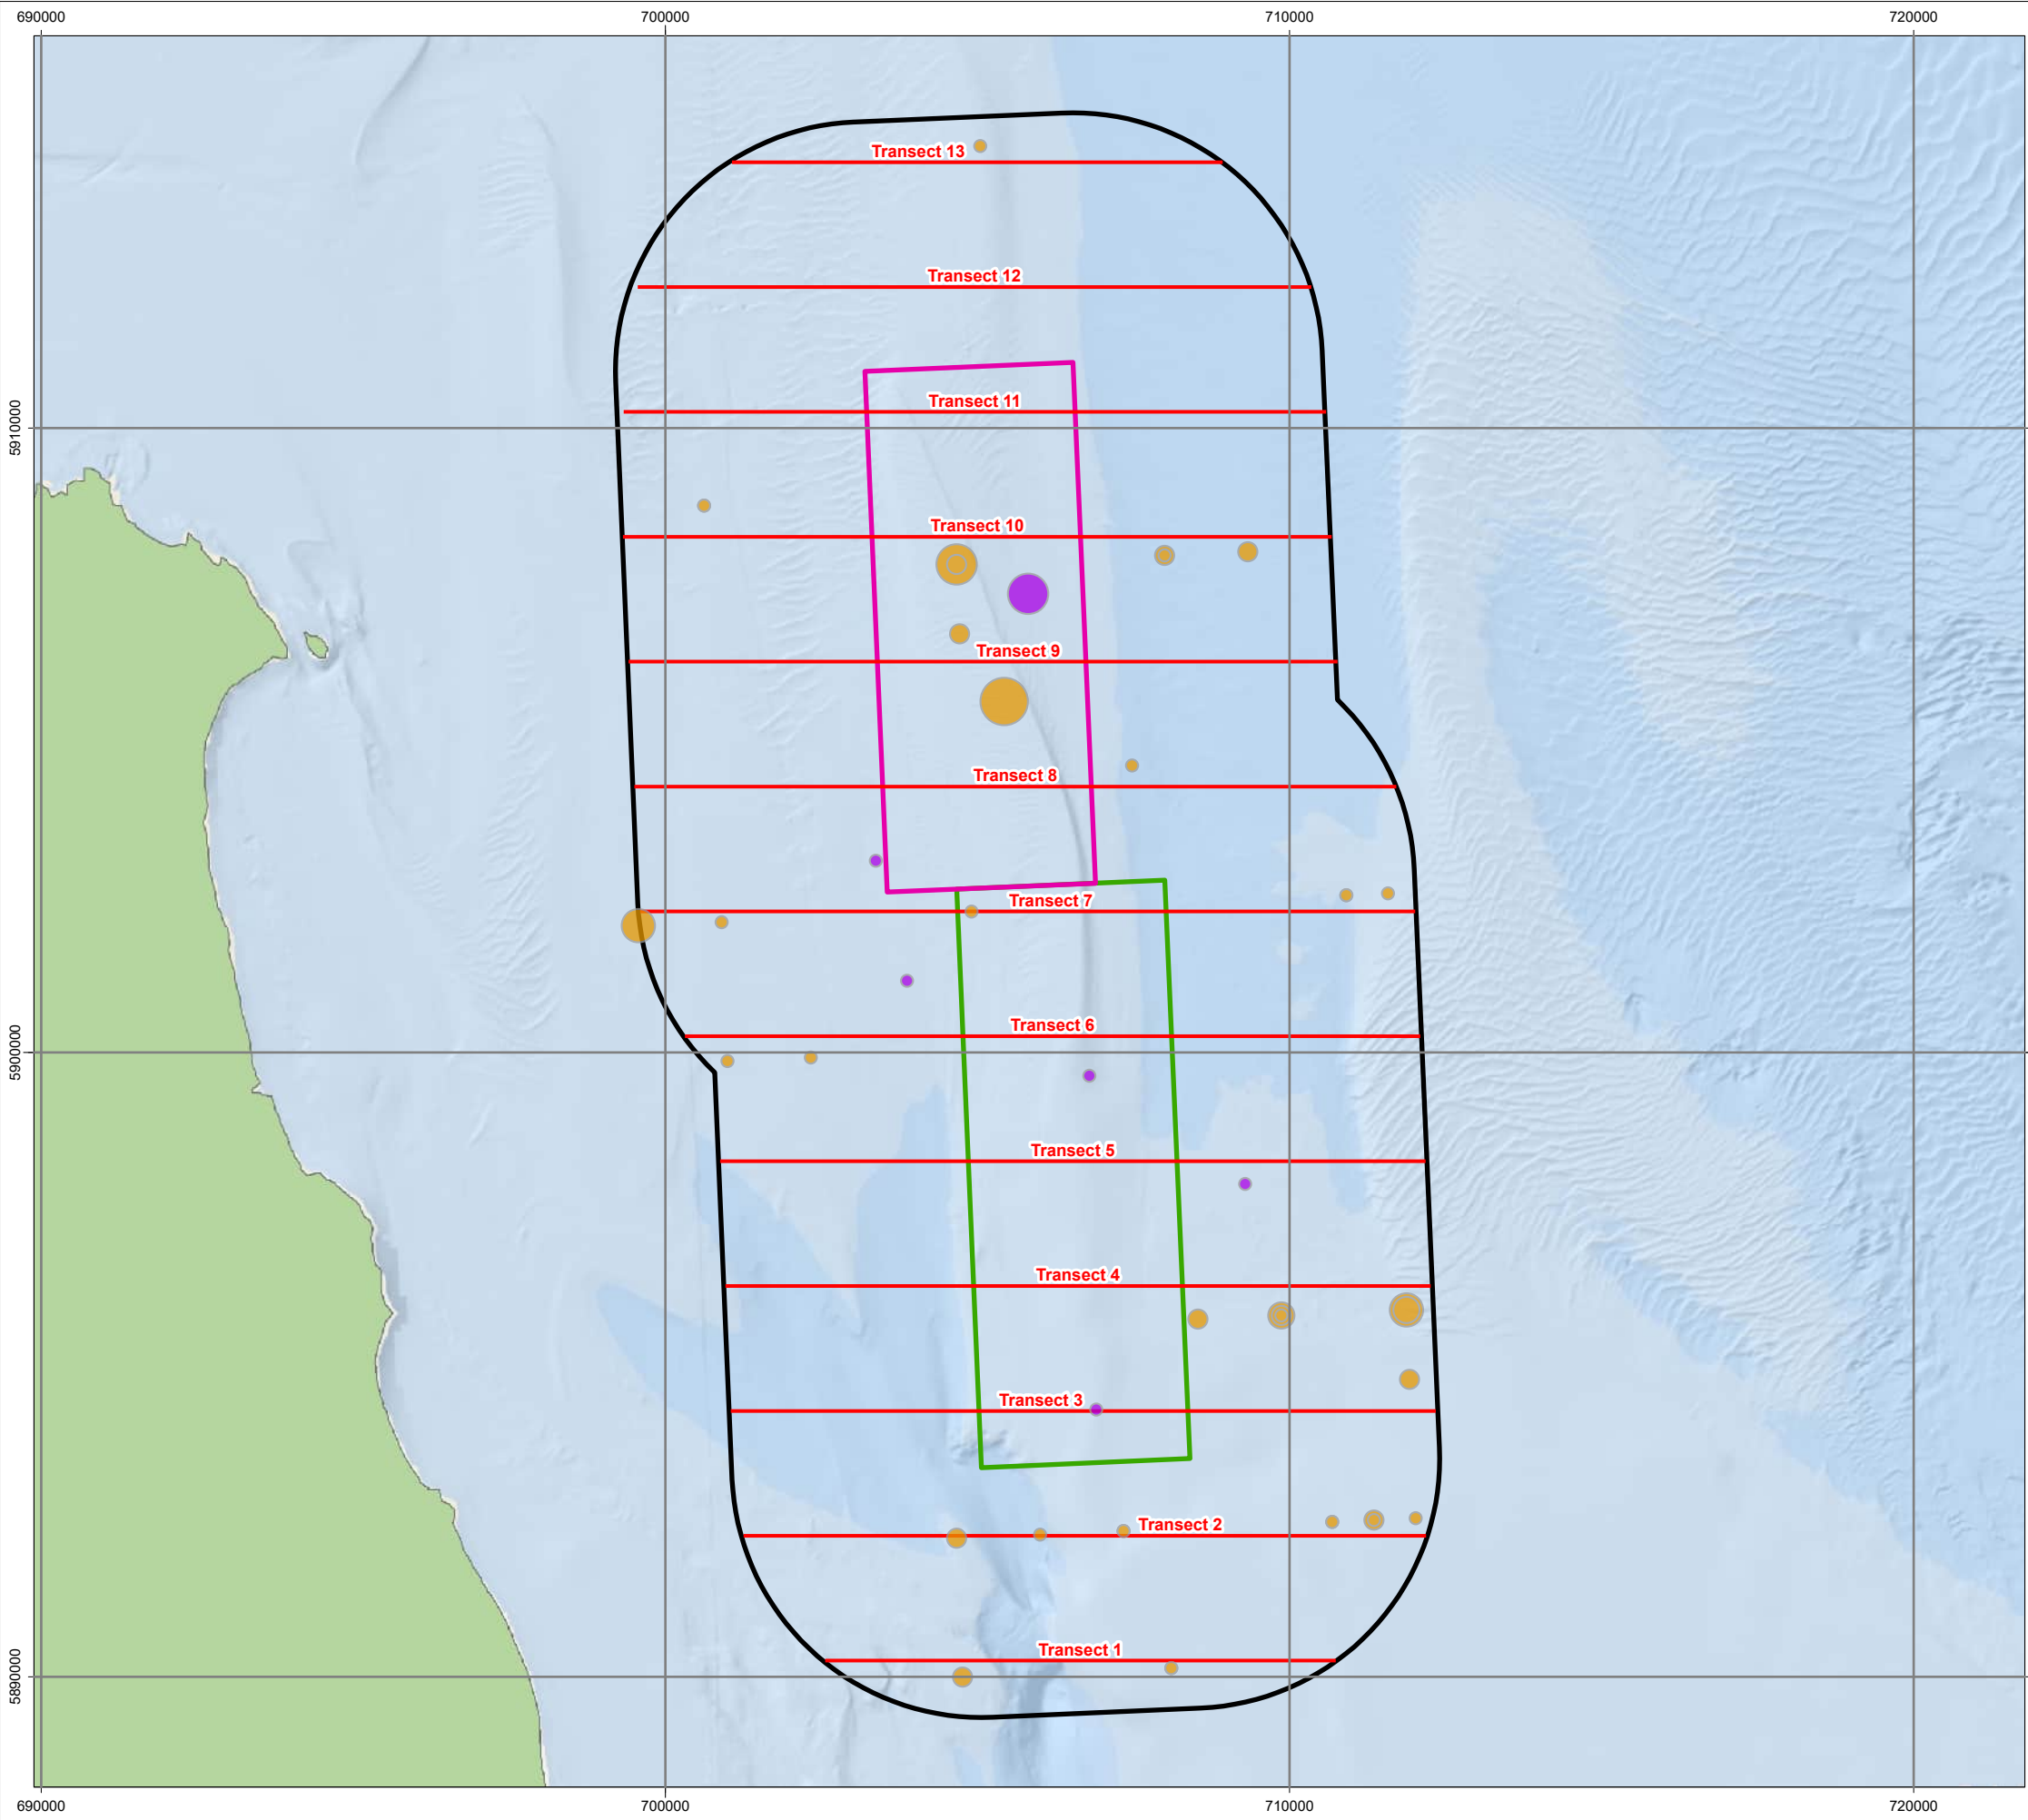 690000 700000 710000 720000
Transect 13
Transect 12
Transect 11
5910000
Transect 10
Transect 9
Transect 8
Transect 7
Transect 6
5900000
Transect 5
Transect 4
Transect 3
Transect 2
Transect 1
5890000
690000 700000 710000 720000